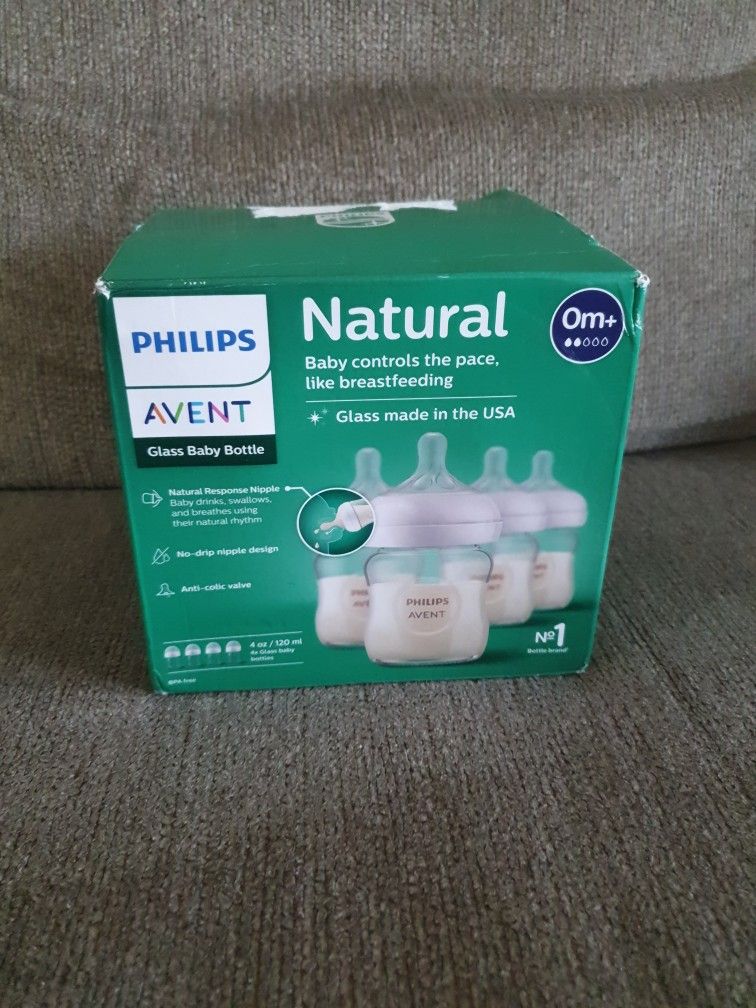 PHILIPS
PHILIPS
AVENT
Glass Baby Bottle
Natural
Baby controls the pace,
like breastfeeding
Glass made in the USA
0m+
Natural Response Nipple
Baby drinks, swallows,
and breathes using
their natural rhythm
No-drip nipple design
Anti-colic valve
4 oz / 120 ml
4x Glass baby
bottles
BPA free
PHILIPS
AVENT
Nº1
Bottle brand